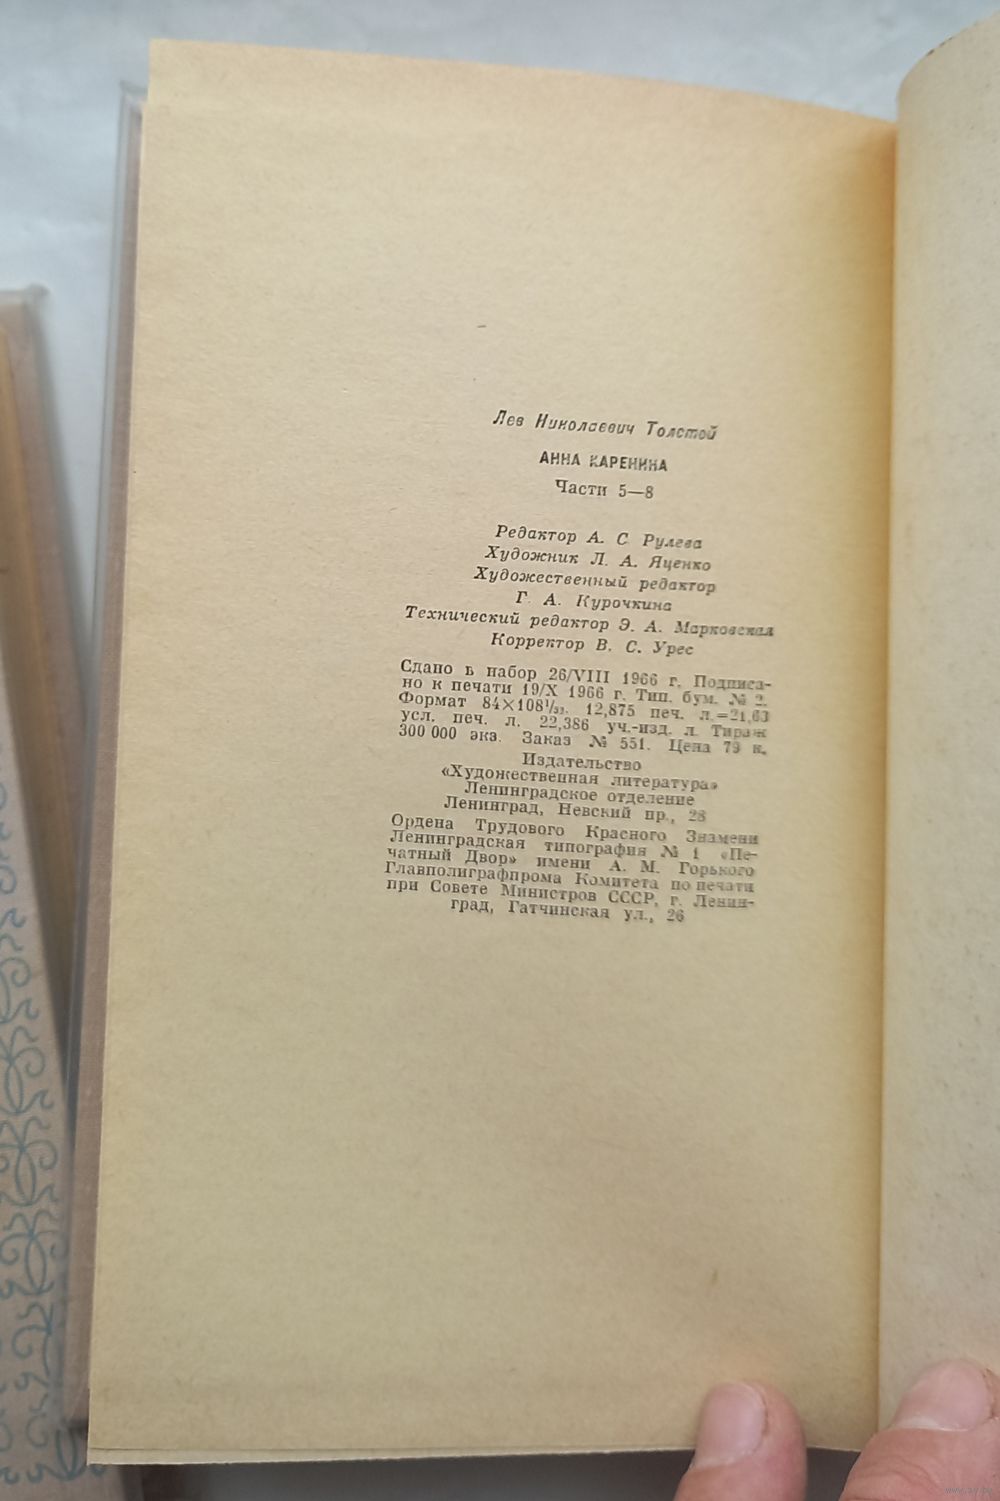 Лев Николаевич Толстой
АННА КАРЕНИНА
Части 5—8
Редактор А. С. Рулева
Художник Л. А. Яценко
Художественный редактор
Г. А. Курочкина
Технический редактор Э. А. Марковская
Корректор В. С. Урес
Сдано в набор 26/VIII 1966 г. Подписа-
но к печати 19/X 1966 г. Тип. бум. № 2.
Формат 84×108¹/₃₂. 12,875 печ. л.=21,63
усл. печ. л. 22,386 уч.-изд. л. Тираж
300 000 экз. Заказ № 551. Цена 79 к.
Издательство
«Художественная литература»
Ленинградское отделение
Ленинград, Невский пр., 28
Ордена Трудового Красного Знамени
Ленинградская типография № 1 «Пе-
чатный Двор» имени А. М. Горького
Главполиграфпрома Комитета по печати
при Совете Министров СССР, г. Ленин-
град, Гатчинская ул., 26